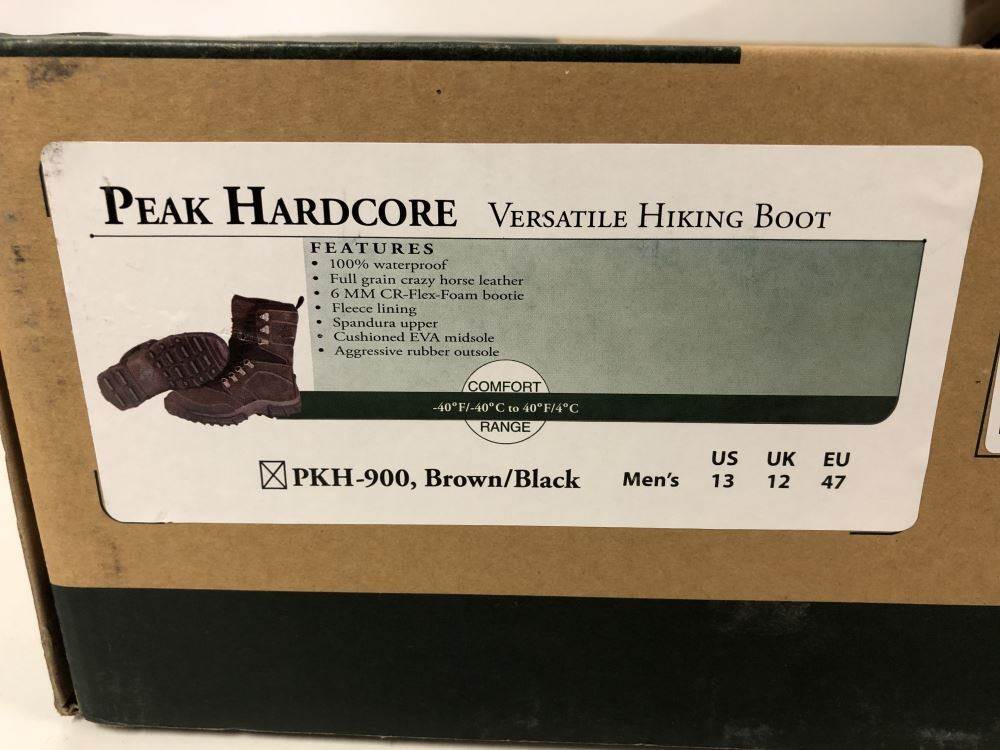 PEAK HARDCORE VERSATILE HIKING BOOT
FEATURES
• 100% waterproof
• Full grain crazy horse leather
• 6 MM CR-Flex-Foam bootie
• Fleece lining
• Spandura upper
• Cushioned EVA midsole
• Aggressive rubber outsole
COMFORT
-40°F/-40°C to 40°F/4°C
RANGE
PKH-900, Brown/Black
US UK EU
Men's 13 12 47